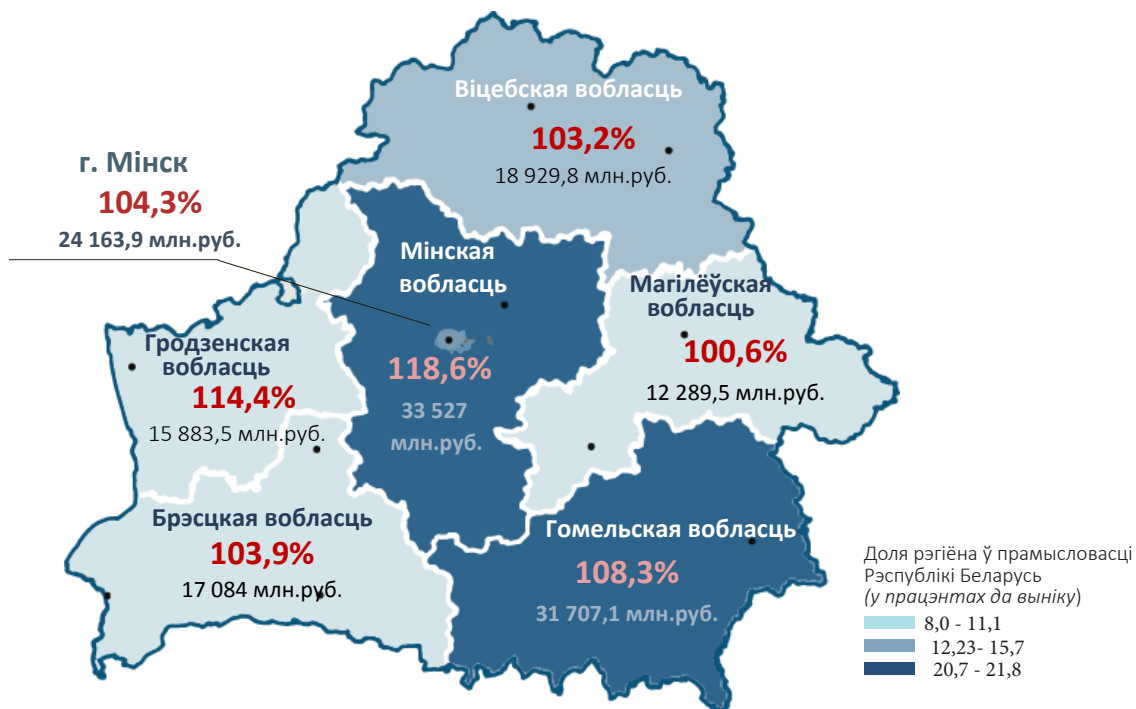 Віцебская вобласць
103,2%
18 929,8 млн.руб.
г. Мінск
104,3%
24 163,9 млн.руб.
Мінская
вобласць
118,6%
33 527
млн.руб.
Магілёўская
вобласць
100,6%
12 289,5 млн.руб.
Гродзенская
вобласць
114,4%
15 883,5 млн.руб.
Брэсцкая вобласць
103,9%
17 084 млн.руб.
Гомельская вобласць
108,3%
31 707,1 млн.руб.
Доля рэгіёна ў прамысловасці
Рэспублікі Беларусь
(у працэнтах да выніку)
8,0 - 11,1
12,23- 15,7
20,7 - 21,8